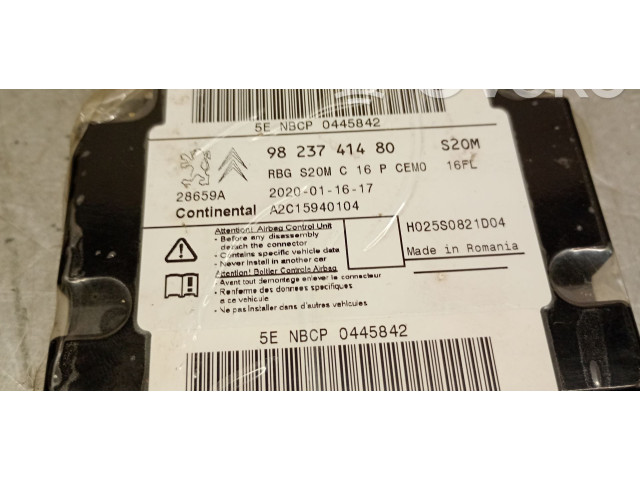 5E NBCP 0445842
98 237 414 80 S20M
RBG S20M C 16 P CEMO 16FL
28659A 2020-01-16-17
Continental A2C15940104
Attention! Airbag Control Unit
- Before any disassembly
detach the connector
- Contains specific vehicle data
- Never install in another car
H025S0821D04
Made in Romania
Attention! Boitier Controle Airbag
- Avant tout demontage enlever le connecteur
- Renferme des donnees specifiques
a ce vehicule
- Ne pas installer dans d'autres vehicules
5E NBCP 0445842